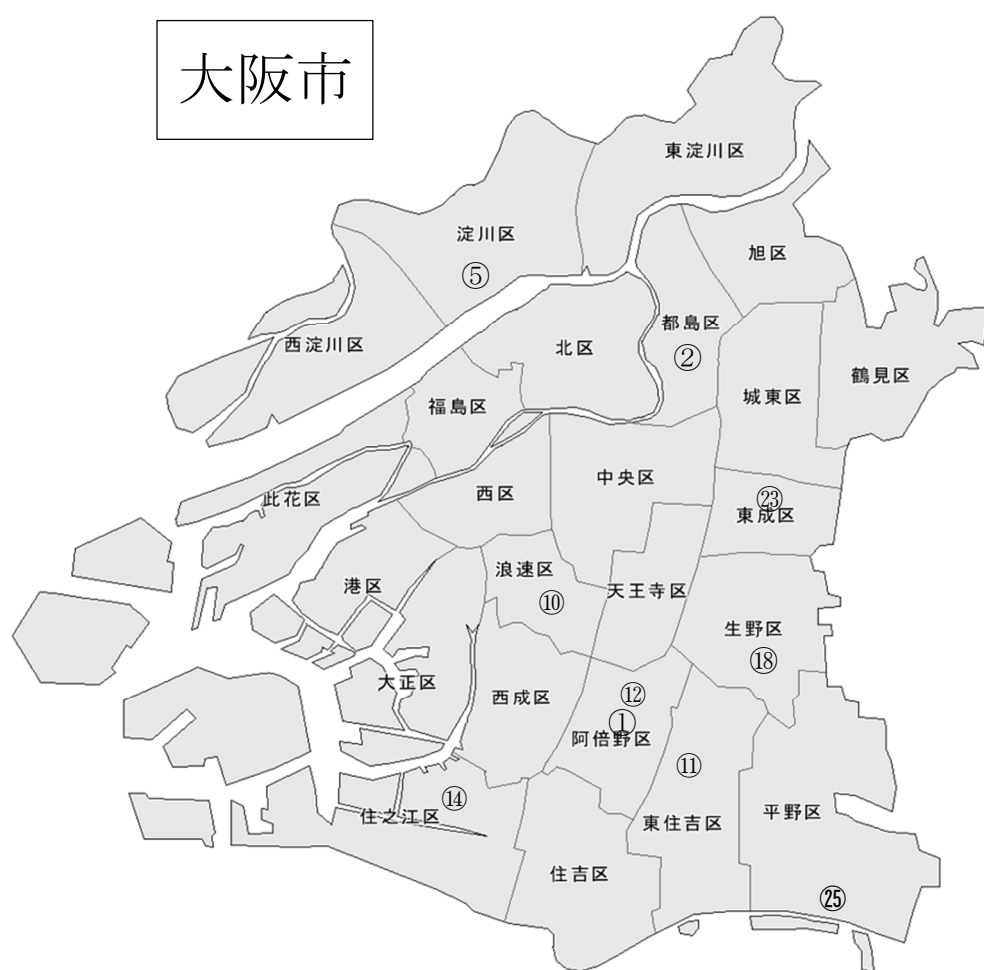 大阪市
東淀川区
淀川区
⑤
旭区
都島区
②
西淀川区
北区
鶴見区
城東区
福島区
中央区
此花区
西区
㉓
東成区
浪速区
⑩
港区
天王寺区
生野区
⑱
大正区
西成区
⑫
①
阿倍野区
⑪
⑭
住之江区
東住吉区
平野区
住吉区
㉕